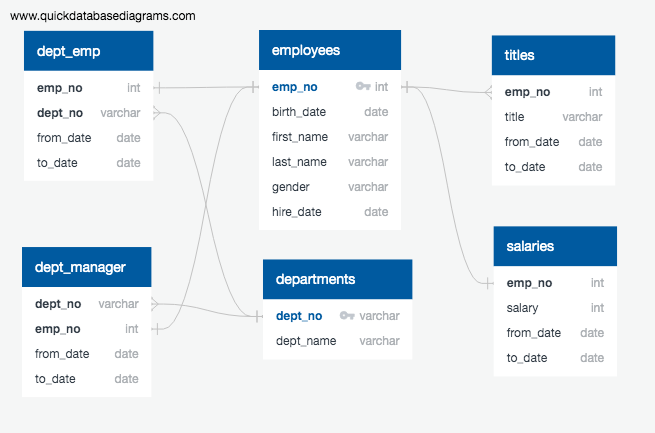 www.quickdatabasediagrams.com
dept_emp
emp_no int
dept_no varchar
from_date date
to_date date
employees
emp_no int
birth_date date
first_name varchar
last_name varchar
gender varchar
hire_date date
titles
emp_no int
title varchar
from_date date
to_date date
dept_manager
dept_no varchar
emp_no int
from_date date
to_date date
departments
dept_no varchar
dept_name varchar
salaries
emp_no int
salary int
from_date date
to_date date